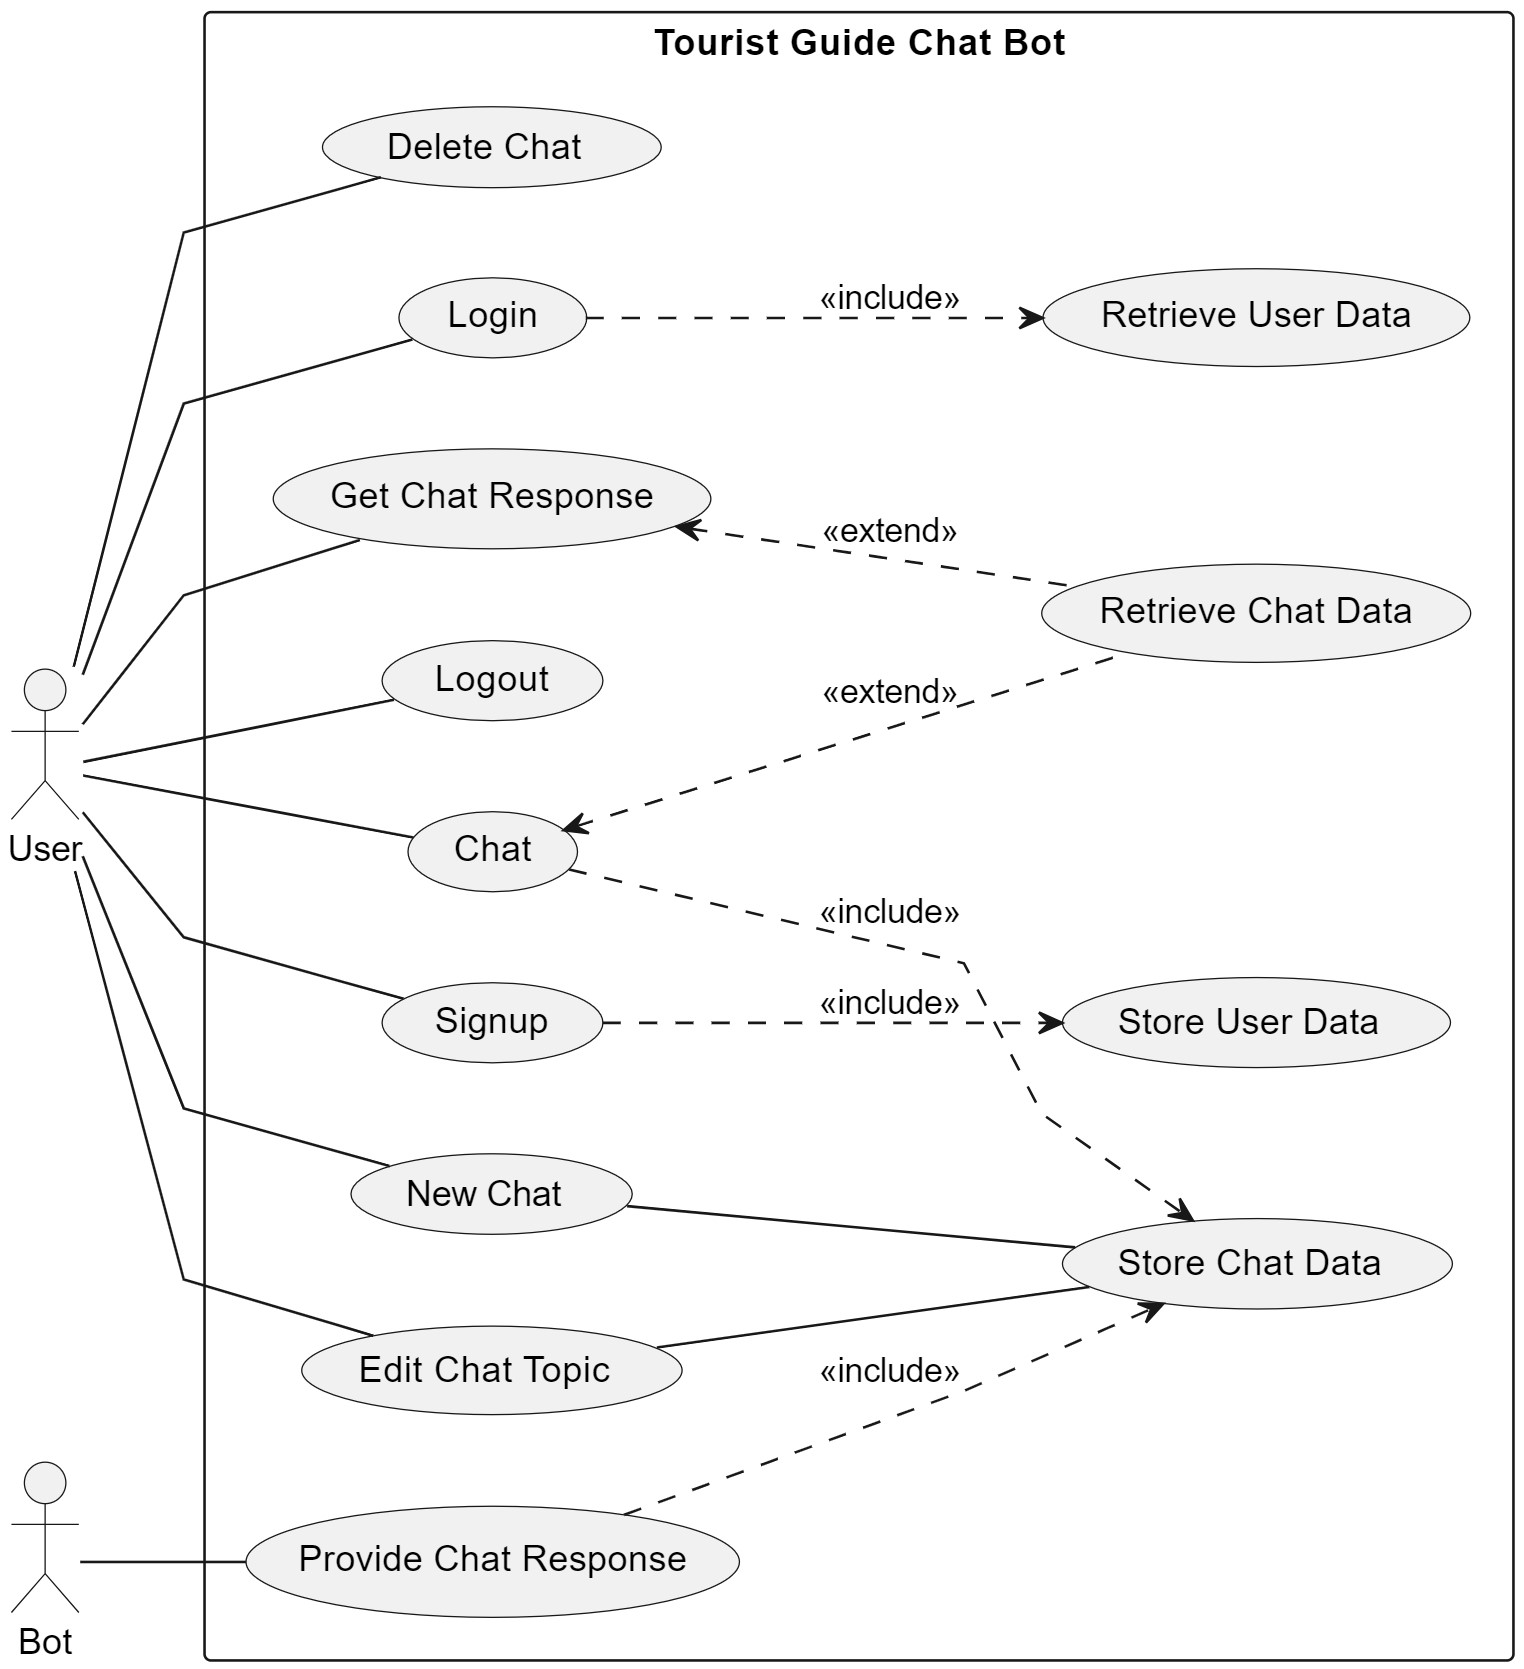 Tourist Guide Chat Bot
Delete Chat
Login
«include»
Retrieve User Data
Get Chat Response
«extend»
Retrieve Chat Data
Logout
«extend»
User
Chat
«include»
Signup
«include»
Store User Data
New Chat
Store Chat Data
Edit Chat Topic
«include»
Provide Chat Response
Bot